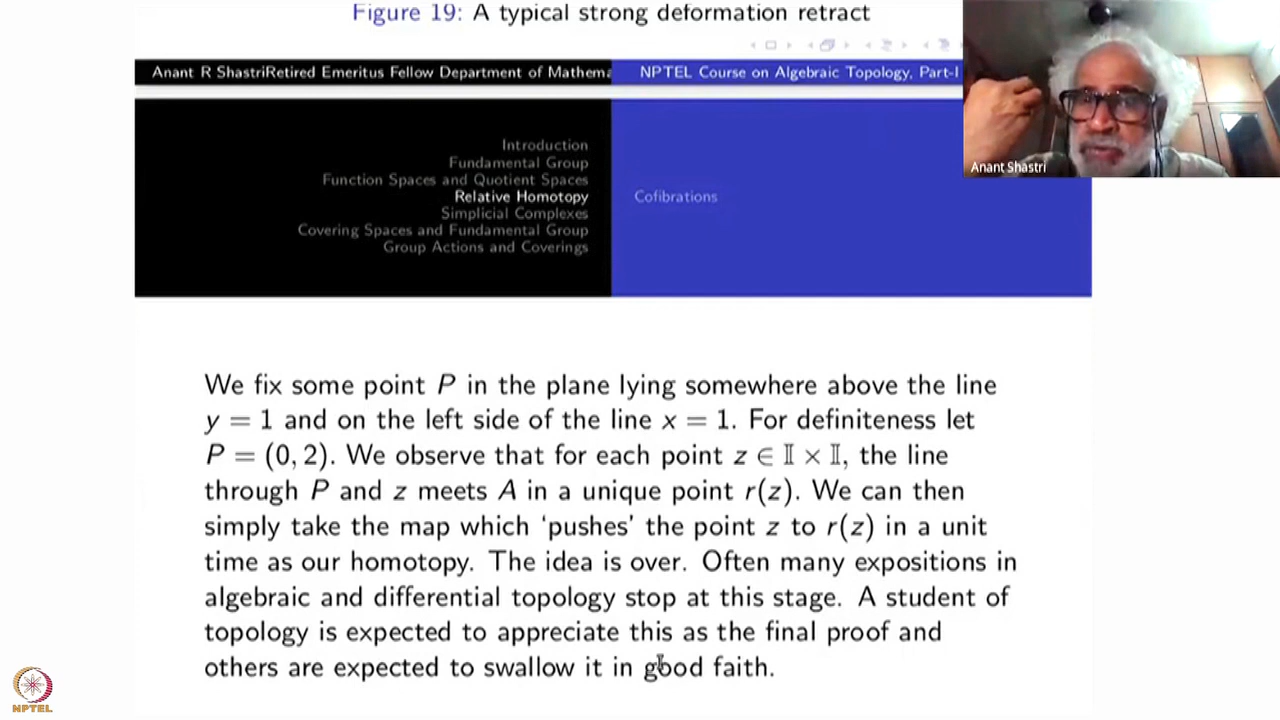 Figure 19: A typical strong deformation retract
Anant R ShastriRetired Emeritus Fellow Department of Mathema
NPTEL Course on Algebraic Topology, Part-I
Anant Shastri
Introduction
Fundamental Group
Function Spaces and Quotient Spaces
Relative Homotopy
Simplicial Complexes
Covering Spaces and Fundamental Group
Group Actions and Coverings
Cofibrations
We fix some point P in the plane lying somewhere above the line
y = 1 and on the left side of the line x = 1. For definiteness let
P = (0, 2). We observe that for each point z ∈ 𝕀 × 𝕀, the line
through P and z meets A in a unique point r(z). We can then
simply take the map which ‘pushes’ the point z to r(z) in a unit
time as our homotopy. The idea is over. Often many expositions in
algebraic and differential topology stop at this stage. A student of
topology is expected to appreciate this as the final proof and
others are expected to swallow it in good faith.
NPTEL